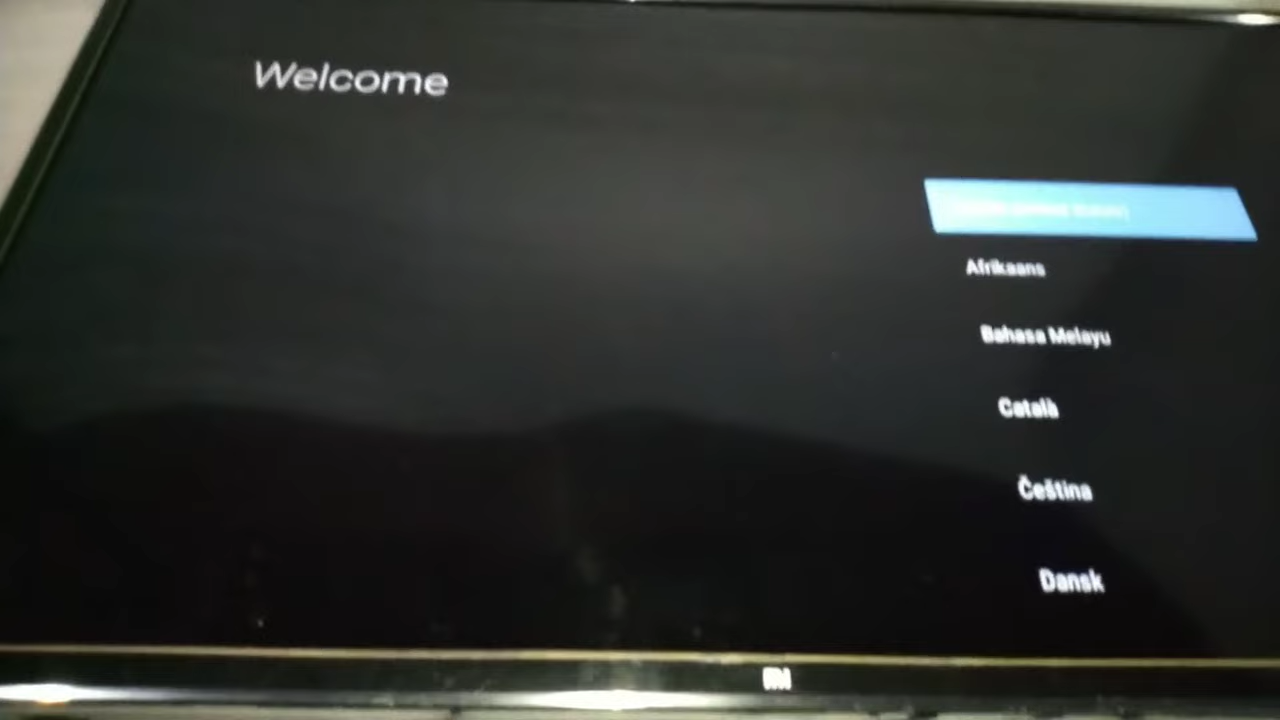 Welcome
Afrikaans
Bahasa Melayu
Català
Čeština
Dansk
mi